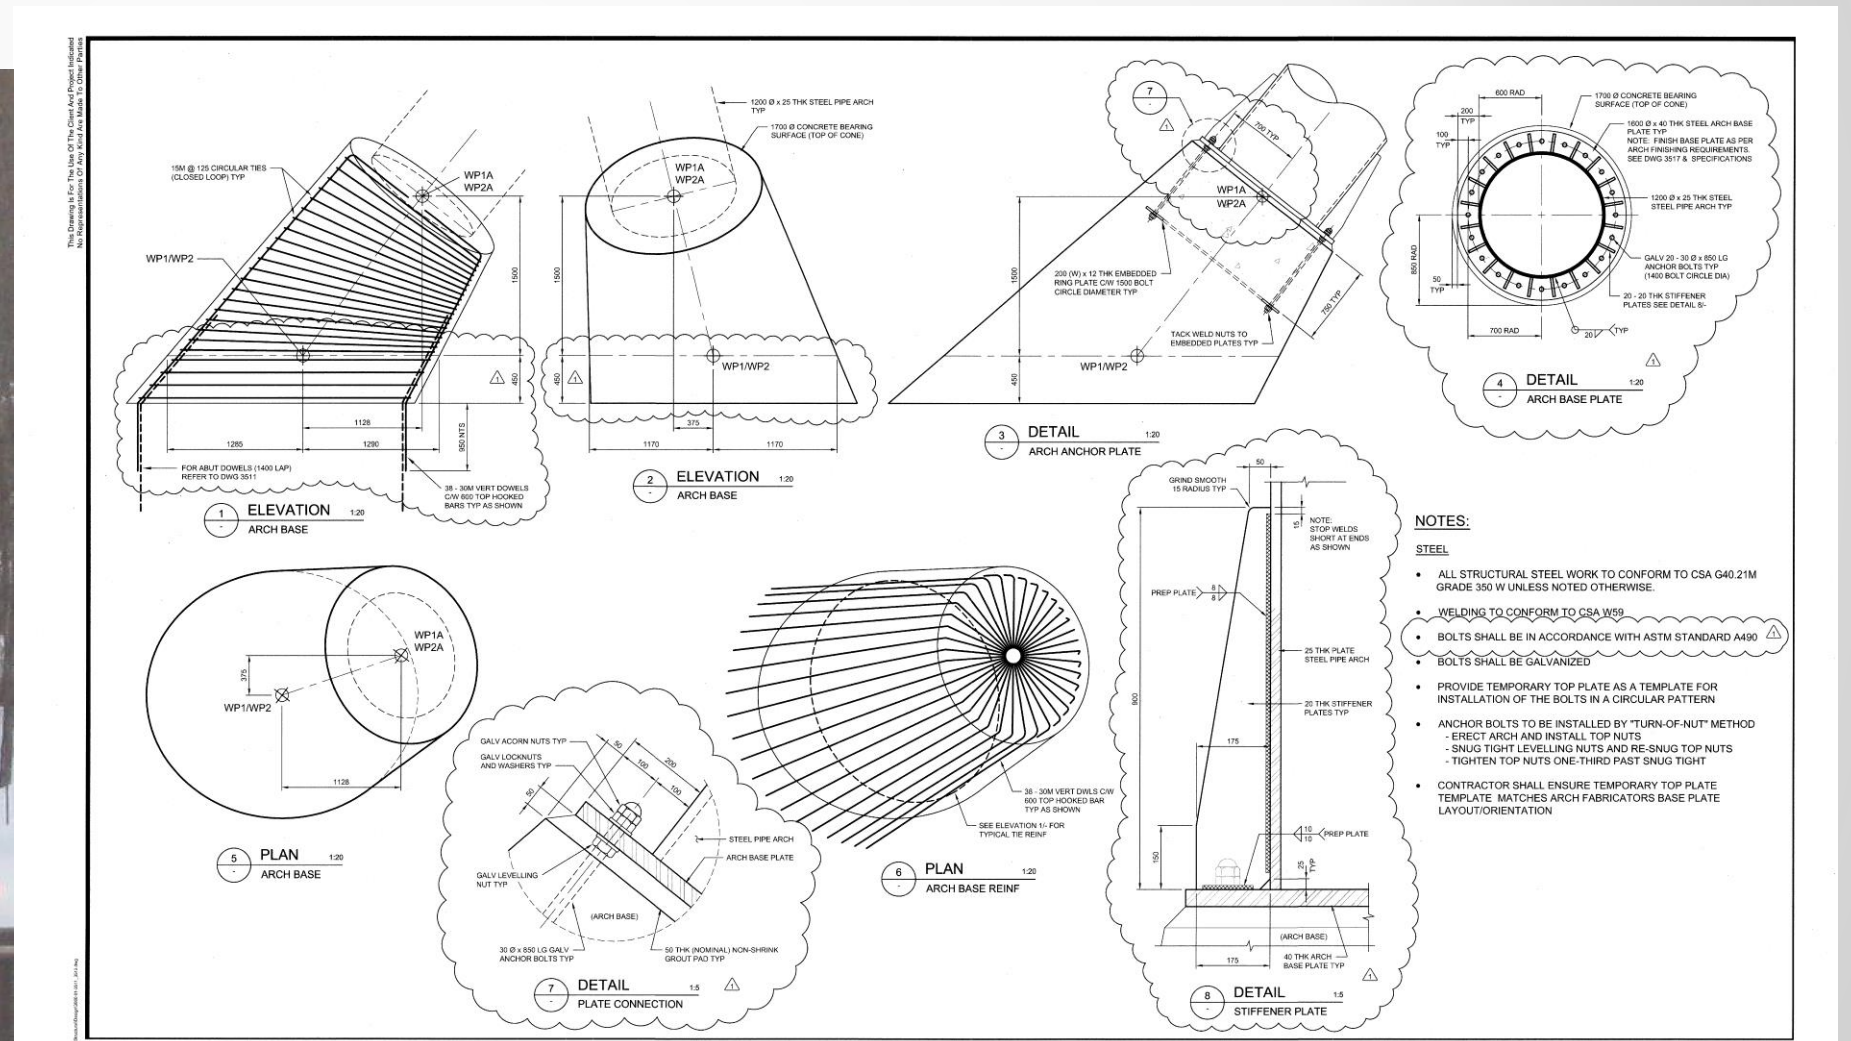 This Drawing Is For The Use Of The Client And Project Indicated
No Representations Of Any Kind Are Made To Other Parties
15M @ 125 CIRCULAR TIES
(CLOSED LOOP) TYP
WP1A
WP2A
WP1/WP2
1500
450
1
1128
1285
1290
950 NTS
FOR ABUT DOWELS (1400 LAP)
REFER TO DWG 3511
38 - 30M VERT DOWELS
C/W 600 TOP HOOKED
BARS TYP AS SHOWN
1
-
ELEVATION
1:20
ARCH BASE
1200 Ø x 25 THK STEEL PIPE ARCH
TYP
1700 Ø CONCRETE BEARING
SURFACE (TOP OF CONE)
WP1A
WP2A
1500
450
1
WP1/WP2
375
1170
1170
2
-
ELEVATION
1:20
ARCH BASE
7
-
1
700 TYP
WP1A
WP2A
1500
200 (W) x 12 THK EMBEDDED
RING PLATE C/W 1500 BOLT
CIRCLE DIAMETER TYP
750 TYP
TACK WELD NUTS TO
EMBEDDED PLATES TYP
WP1/WP2
450
3
-
DETAIL
1:20
ARCH ANCHOR PLATE
600 RAD
200
TYP
100
TYP
1700 Ø CONCRETE BEARING
SURFACE (TOP OF CONE)
1600 Ø x 40 THK STEEL ARCH BASE
PLATE TYP
NOTE: FINISH BASE PLATE AS PER
ARCH FINISHING REQUIREMENTS.
SEE DWG 3517 & SPECIFICATIONS
1200 Ø x 25 THK STEEL
STEEL PIPE ARCH TYP
850 RAD
GALV 20 - 30 Ø x 850 LG
ANCHOR BOLTS TYP
(1400 BOLT CIRCLE DIA)
50
TYP
20 - 20 THK STIFFENER
PLATES SEE DETAIL 8/-
700 RAD
20
TYP
1
4
-
DETAIL
1:20
ARCH BASE PLATE
WP1A
WP2A
375
WP1/WP2
1128
5
-
PLAN
1:20
ARCH BASE
38 - 30M VERT DWLS C/W
600 TOP HOOKED BAR
TYP AS SHOWN
SEE ELEVATION 1/- FOR
TYPICAL TIE REINF
6
-
PLAN
1:20
ARCH BASE REINF
GALV ACORN NUTS TYP
GALV LOCKNUTS
AND WASHERS TYP
50
200
100
100
50
STEEL PIPE ARCH
ARCH BASE PLATE
GALV LEVELLING
NUT TYP
(ARCH BASE)
30 Ø x 850 LG GALV
ANCHOR BOLTS TYP
50 THK (NOMINAL) NON-SHRINK
GROUT PAD TYP
7
-
DETAIL
1:5
1
PLATE CONNECTION
50
GRIND SMOOTH
15 RADIUS TYP
15
NOTE:
STOP WELDS
SHORT AT ENDS
AS SHOWN
PREP PLATE
8
8
25 THK PLATE
STEEL PIPE ARCH
900
20 THK STIFFENER
PLATES TYP
175
10
10
PREP PLATE
150
25
TYP
(ARCH BASE)
175
40 THK ARCH
BASE PLATE TYP
1
8
-
DETAIL
1:5
STIFFENER PLATE
NOTES:
STEEL
• ALL STRUCTURAL STEEL WORK TO CONFORM TO CSA G40.21M
GRADE 350 W UNLESS NOTED OTHERWISE.
• WELDING TO CONFORM TO CSA W59
• BOLTS SHALL BE IN ACCORDANCE WITH ASTM STANDARD A490
1
• BOLTS SHALL BE GALVANIZED
• PROVIDE TEMPORARY TOP PLATE AS A TEMPLATE FOR
INSTALLATION OF THE BOLTS IN A CIRCULAR PATTERN
• ANCHOR BOLTS TO BE INSTALLED BY "TURN-OF-NUT" METHOD
- ERECT ARCH AND INSTALL TOP NUTS
- SNUG TIGHT LEVELLING NUTS AND RE-SNUG TOP NUTS
- TIGHTEN TOP NUTS ONE-THIRD PAST SNUG TIGHT
• CONTRACTOR SHALL ENSURE TEMPORARY TOP PLATE
TEMPLATE MATCHES ARCH FABRICATORS BASE PLATE
LAYOUT/ORIENTATION